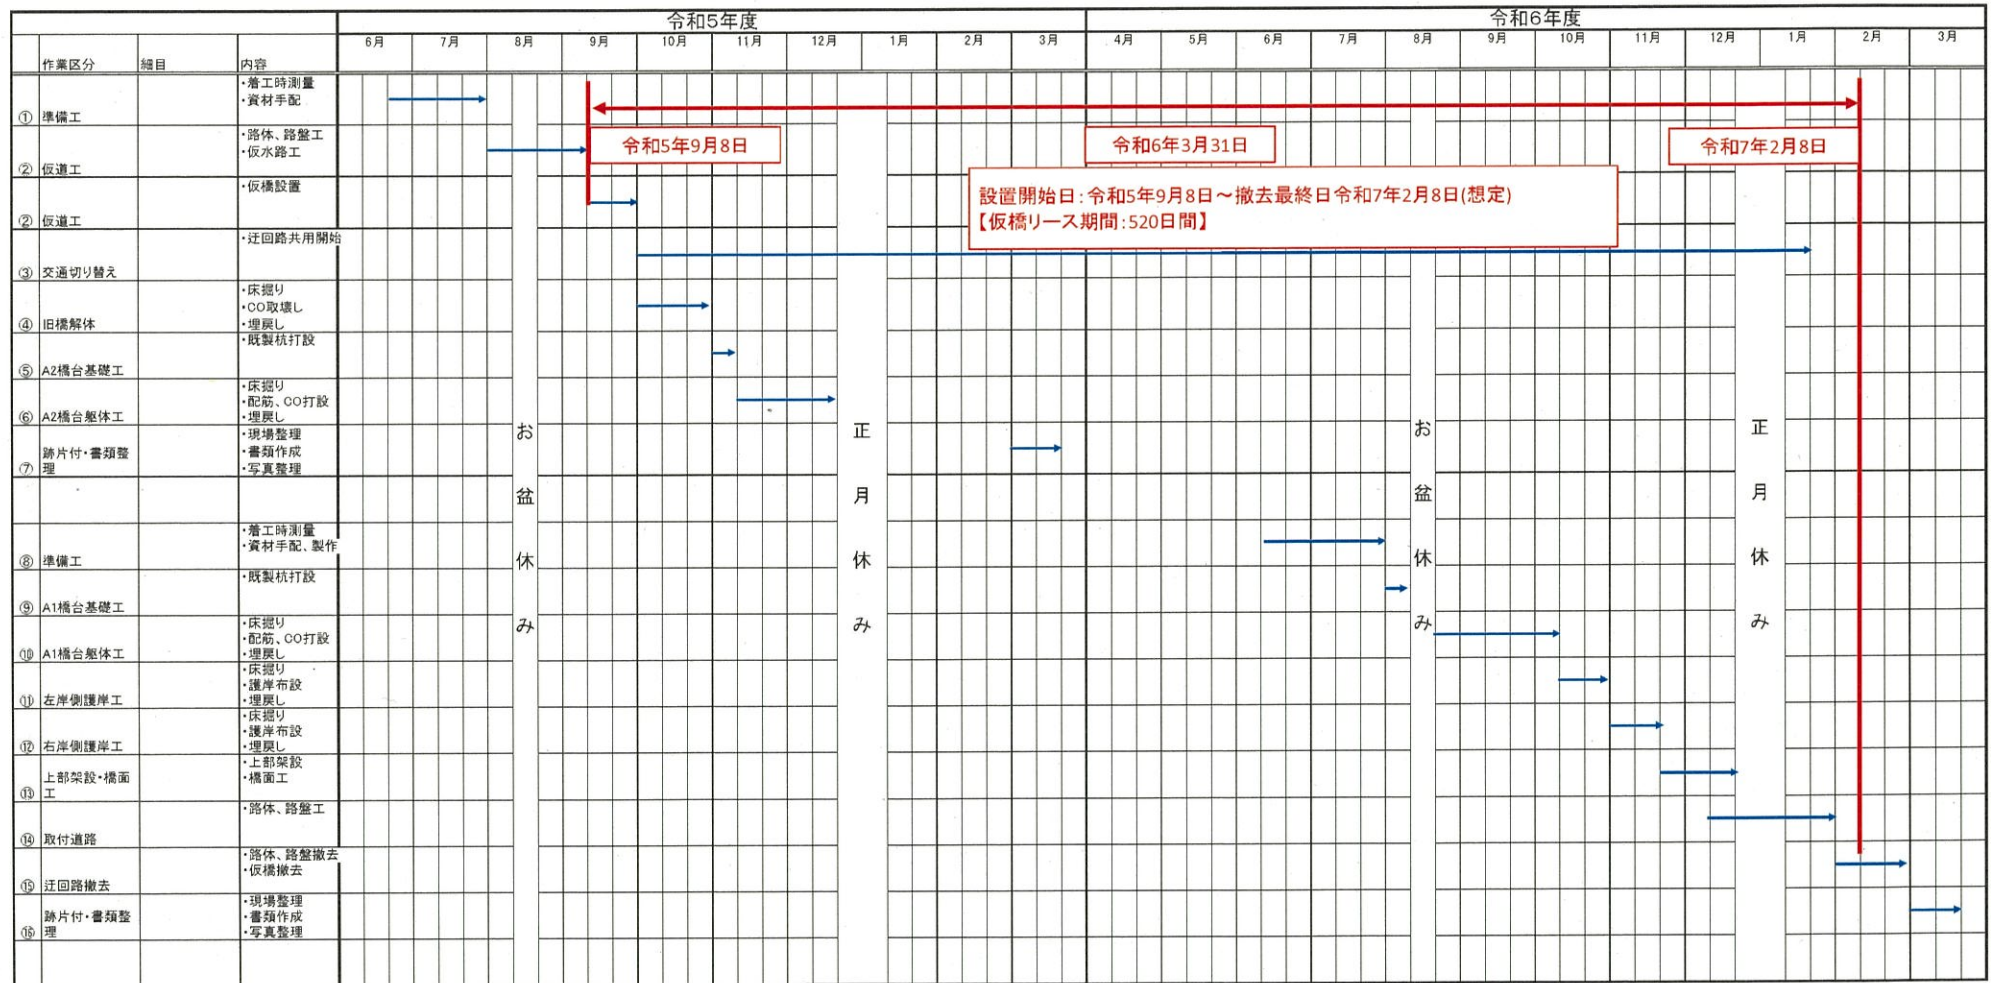 令和5年度 令和6年度
6月 7月 8月 9月 10月 11月 12月 1月 2月 3月 4月 5月 6月 7月 8月 9月 10月 11月 12月 1月 2月 3月
作業区分 細目 内容
・着工時測量
・資材手配
① 準備工
・路体、路盤工
・仮水路工
② 仮道工
・仮橋設置
② 仮道工
・迂回路共用開始
③ 交通切り替え
・床掘り
・CO取壊し
・埋戻し
④ 旧橋解体
・既製杭打設
⑤ A2橋台基礎工
・床掘り
・配筋、CO打設
・埋戻し
⑥ A2橋台躯体工
・現場整理
・書類作成
・写真整理
⑦ 跡片付・書類整理
・着工時測量
・資材手配、製作
⑧ 準備工
・既製杭打設
⑨ A1橋台基礎工
・床掘り
・配筋、CO打設
・埋戻し
⑩ A1橋台躯体工
・床掘り
・護岸布設
・埋戻し
⑪ 左岸側護岸工
・床掘り
・護岸布設
・埋戻し
⑫ 右岸側護岸工
・上部架設
・橋面工
⑬ 上部架設・橋面工
・路体、路盤工
⑭ 取付道路
・路体、路盤撤去
・仮橋撤去
⑮ 迂回路撤去
・現場整理
・書類作成
・写真整理
⑯ 跡片付・書類整理
令和5年9月8日
令和6年3月31日
令和7年2月8日
設置開始日:令和5年9月8日～撤去最終日令和7年2月8日(想定)
【仮橋リース期間:520日間】
お盆休み
正月休み
お盆休み
正月休み